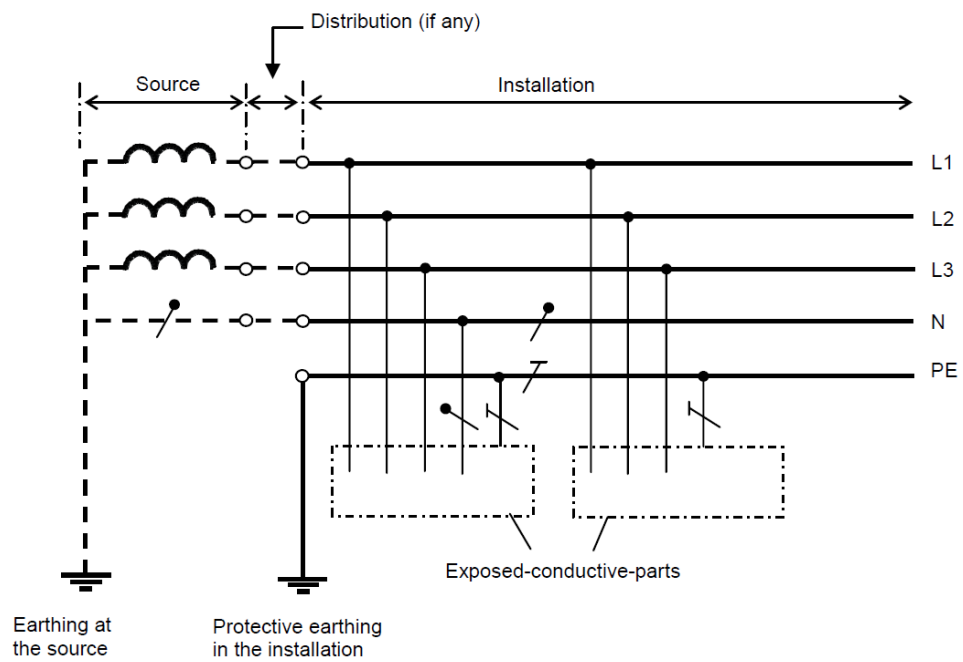 Distribution (if any)
Source
Installation
L1
L2
L3
N
PE
Exposed-conductive-parts
Earthing at
the source
Protective earthing
in the installation